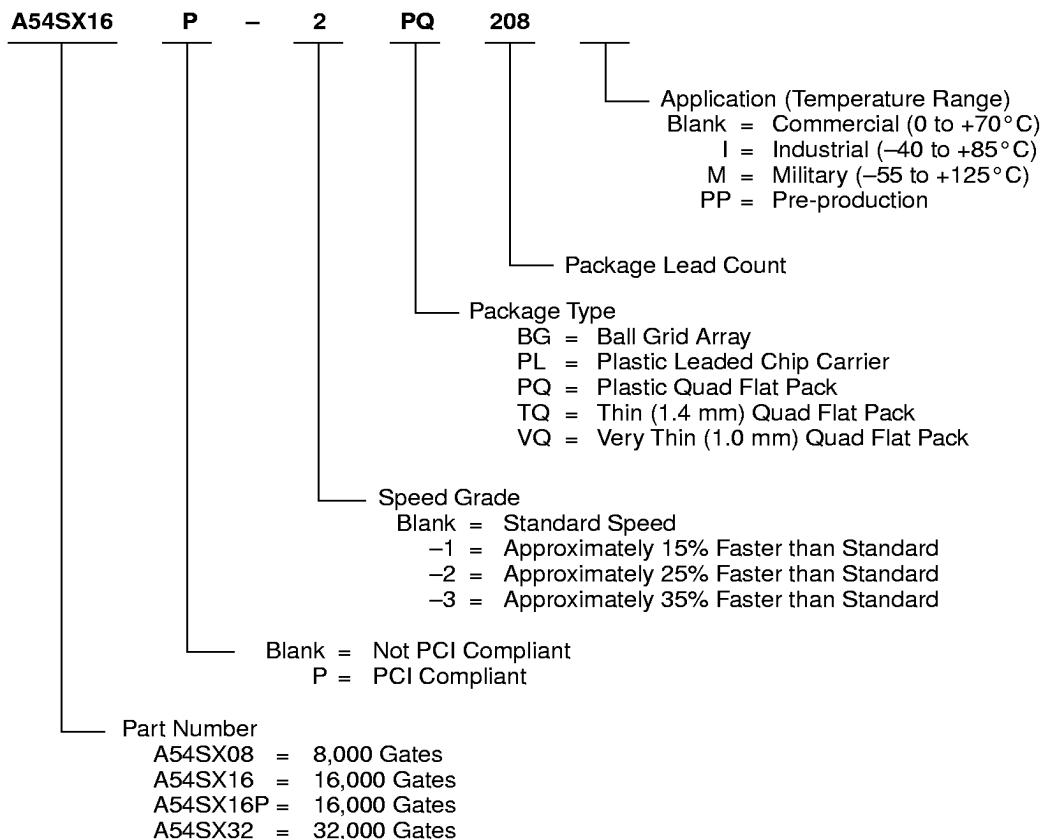 A54SX16 P – 2 PQ 208
Application (Temperature Range)
Blank = Commercial (0 to +70°C)
I = Industrial (–40 to +85°C)
M = Military (–55 to +125°C)
PP = Pre-production
Package Lead Count
Package Type
BG = Ball Grid Array
PL = Plastic Leaded Chip Carrier
PQ = Plastic Quad Flat Pack
TQ = Thin (1.4 mm) Quad Flat Pack
VQ = Very Thin (1.0 mm) Quad Flat Pack
Speed Grade
Blank = Standard Speed
–1 = Approximately 15% Faster than Standard
–2 = Approximately 25% Faster than Standard
–3 = Approximately 35% Faster than Standard
Blank = Not PCI Compliant
P = PCI Compliant
Part Number
A54SX08 = 8,000 Gates
A54SX16 = 16,000 Gates
A54SX16P = 16,000 Gates
A54SX32 = 32,000 Gates